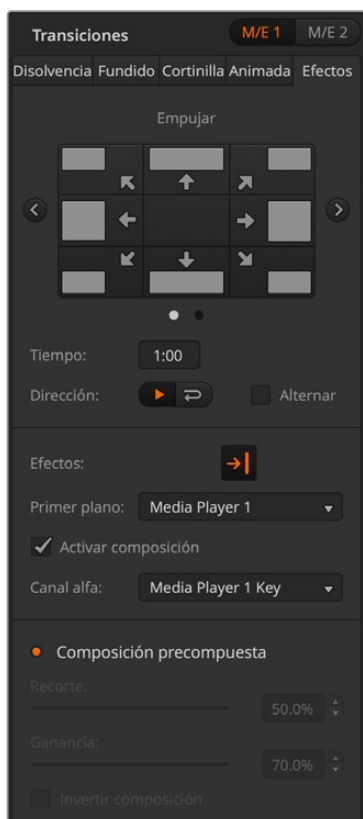 Transiciones M/E 1 M/E 2
Disolvencia Fundido Cortinilla Animada Efectos
Empujar
Tiempo: 1:00
Dirección: Alternar
Efectos:
Primer plano: Media Player 1
Activar composición
Canal alfa: Media Player 1 Key
Composición precompuesta
Recorte:
50.0%
Ganancia:
70.0%
Invertir composición